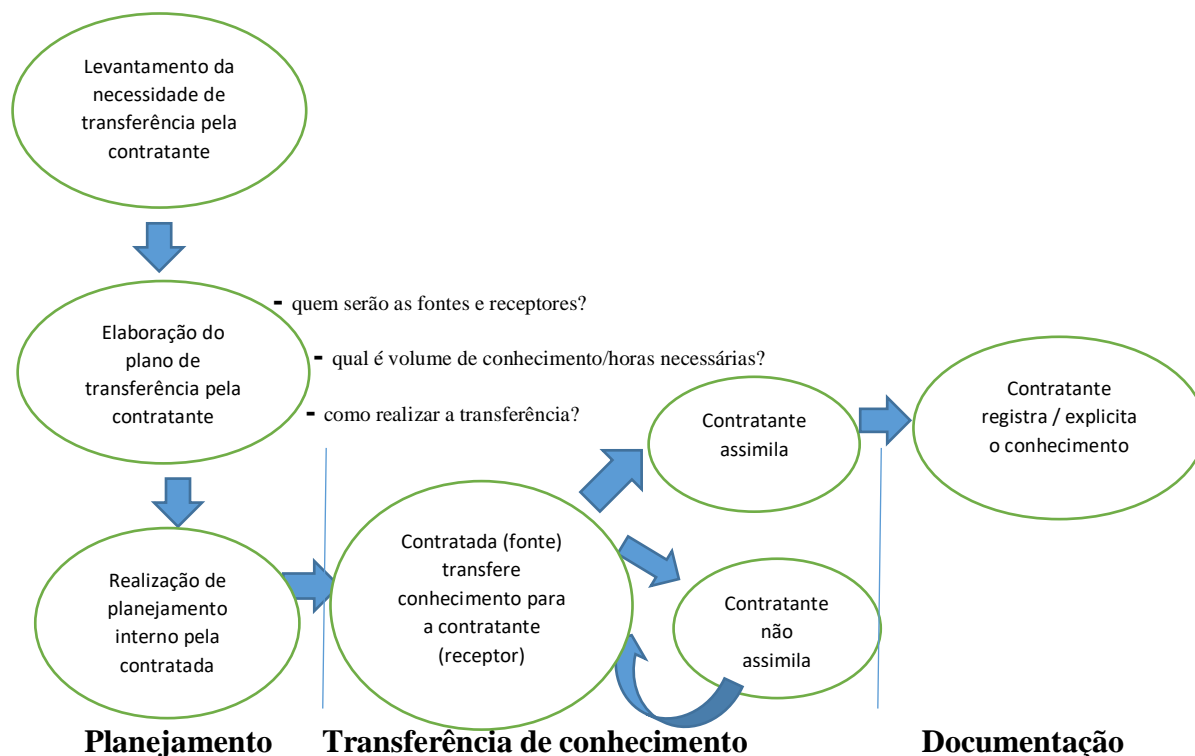 Levantamento da
necessidade de
transferência pela
contratante
- quem serão as fontes e receptores?
Elaboração do
plano de
transferência pela
contratante
- qual é volume de conhecimento/horas necessárias?
- como realizar a transferência?
Contratante
assimila
Contratante
registra / explicita
o conhecimento
Realização de
planejamento
interno pela
contratada
Contratada (fonte)
transfere
conhecimento para
a contratante
(receptor)
Contratante
não
assimila
Planejamento
Transferência de conhecimento
Documentação